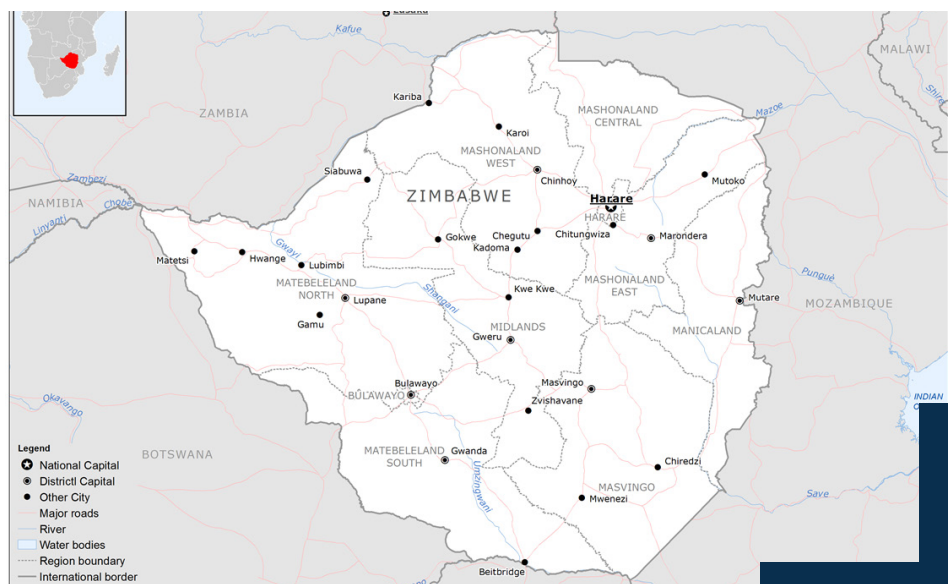 Lusaka
Kafue
MALAWI
Shire
Kariba
ZAMBIA
MASHONALAND
CENTRAL
Mazoe
Karoi
MASHONALAND
WEST
Siabuwa
Chinhoy
Mutoko
Zambezi
ZIMBABWE
Harare
NAMIBIA
Chobe
Linyanti
HARARE
Chegutu
Chitungwiza
Marondera
Gokwe
Kadoma
Gwayi
Matetsi
Hwange
Lubimbi
Pungue
MATEBELELAND
NORTH
MASHONALAND
EAST
Lupane
Shangani
Kwe Kwe
Mutare
MOZAMBIQUE
Gamu
MIDLANDS
MANICALAND
Gweru
Bulawayo
BULAWAYO
Masvingo
Zvishavane
INDIAN
Okavango
Legend
National Capital
Districtl Capital
Other City
Major roads
River
Water bodies
Region boundary
International border
BOTSWANA
MATEBELELAND
SOUTH
Gwanda
Umzingwani
Chiredzi
MASVINGO
Mwenezi
Save
Beitbridge